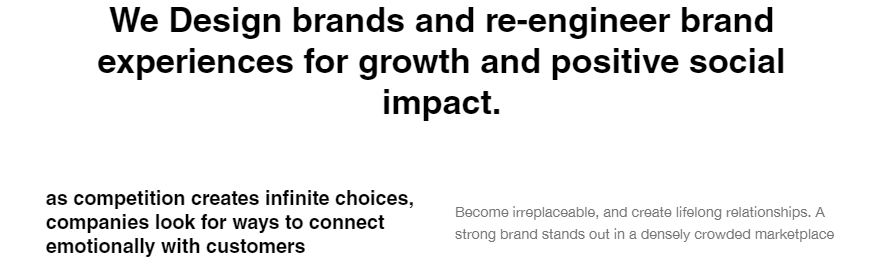 We Design brands and re-engineer brand
experiences for growth and positive social
impact.
as competition creates infinite choices,
companies look for ways to connect
emotionally with customers
Become irreplaceable, and create lifelong relationships. A
strong brand stands out in a densely crowded marketplace